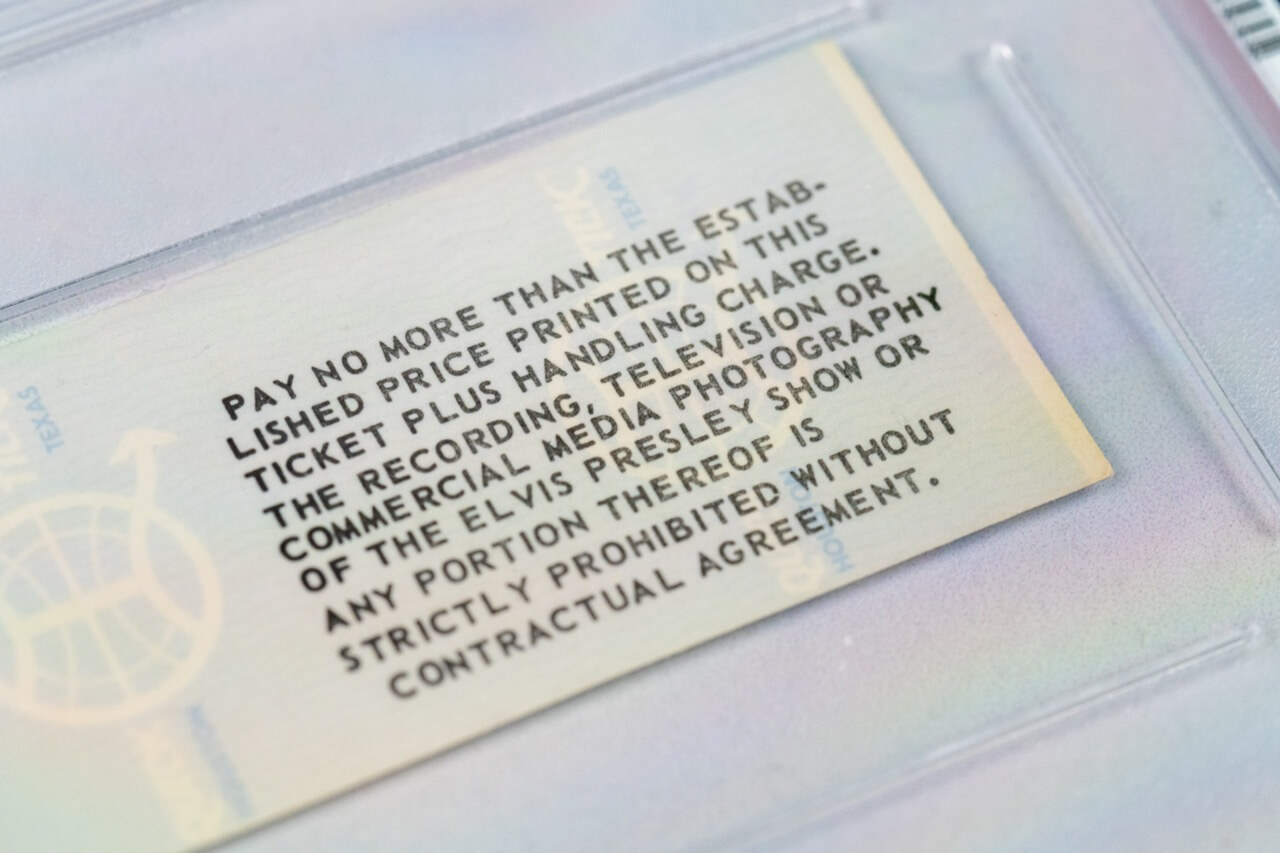 PAY NO MORE THAN THE ESTAB-
LISHED PRICE PRINTED ON THIS
TICKET PLUS HANDLING CHARGE.
THE RECORDING, TELEVISION OR
COMMERCIAL MEDIA PHOTOGRAPHY
OF THE ELVIS PRESLEY SHOW OR
ANY PORTION THEREOF IS
STRICTLY PROHIBITED WITHOUT
CONTRACTUAL AGREEMENT.
TEXAS
TEXAS
HOUSTON